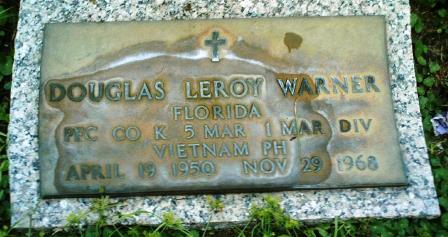 DOUGLAS LEROY WARNER
FLORIDA
PFC CO K 5 MAR 1 MAR DIV
VIETNAM PH
APRIL 19 1950 NOV 29 1968